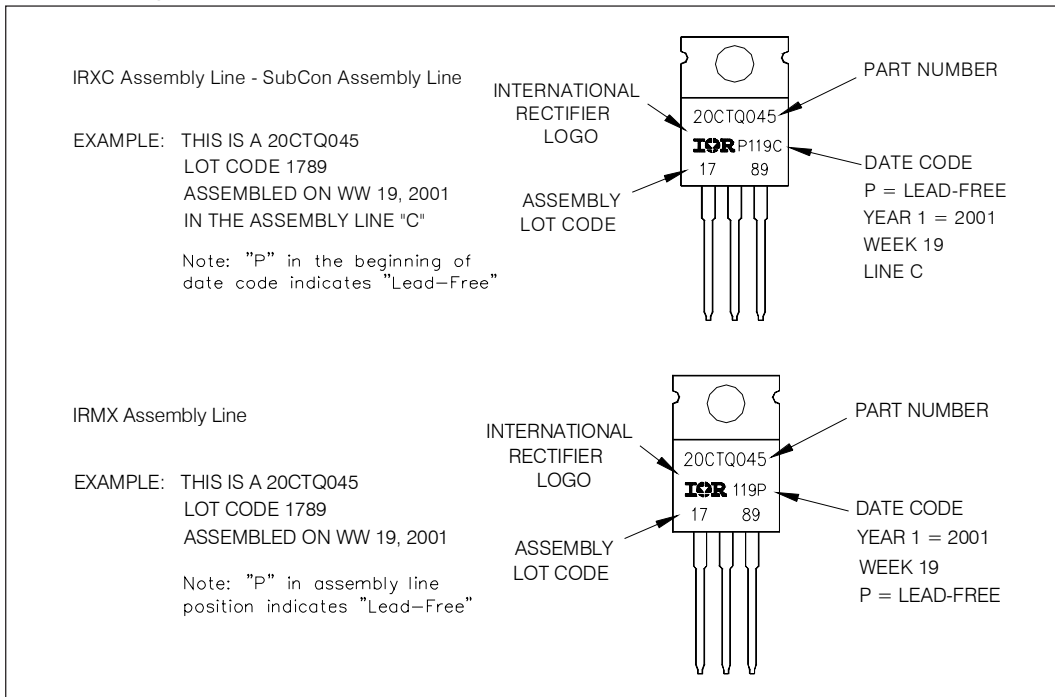 IRXC Assembly Line - SubCon Assembly Line
EXAMPLE: THIS IS A 20CTQ045
LOT CODE 1789
ASSEMBLED ON WW 19, 2001
IN THE ASSEMBLY LINE "C"
Note: "P" in the beginning of
date code indicates "Lead-Free"
INTERNATIONAL
RECTIFIER
LOGO
ASSEMBLY
LOT CODE
20CTQ045
IOR P119C
17 89
PART NUMBER
DATE CODE
P = LEAD-FREE
YEAR 1 = 2001
WEEK 19
LINE C
IRMX Assembly Line
EXAMPLE: THIS IS A 20CTQ045
LOT CODE 1789
ASSEMBLED ON WW 19, 2001
Note: "P" in assembly line
position indicates "Lead-Free"
INTERNATIONAL
RECTIFIER
LOGO
ASSEMBLY
LOT CODE
20CTQ045
IOR 119P
17 89
PART NUMBER
DATE CODE
YEAR 1 = 2001
WEEK 19
P = LEAD-FREE